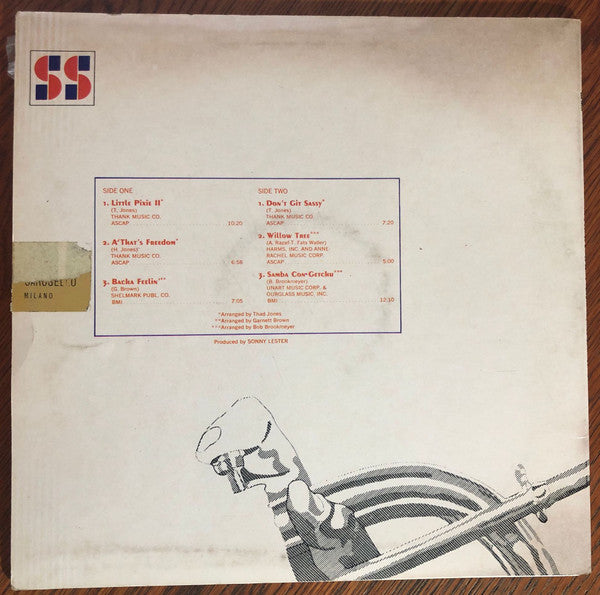 SS
SIDE ONE
1. Little Pixie II*
(T. Jones)
THANK MUSIC CO.
ASCAP 10:20
2. A'That's Freedom*
(H. Jones)
THANK MUSIC CO.
ASCAP 6:58
3. Bacha Feelin'**
(G. Brown)
SHELMARK PUBL. CO.
BMI 7:05
SIDE TWO
1. Don't Git Sassy*
(T. Jones)
THANK MUSIC CO.
ASCAP 7:20
2. Willow Tree***
(A. Razel-T. Fats Waller)
HARMS, INC. AND ANNE-
RACHEL MUSIC CORP.
ASCAP 5:00
3. Samba Con-Getchu***
(B. Brookmeyer)
UNART MUSIC CORP. &
OURGLASS MUSIC, INC.
BMI 12:10
*Arranged by Thad Jones
**Arranged by Garnett Brown
***Arranged by Bob Brookmeyer
Produced by SONNY LESTER
MILANO